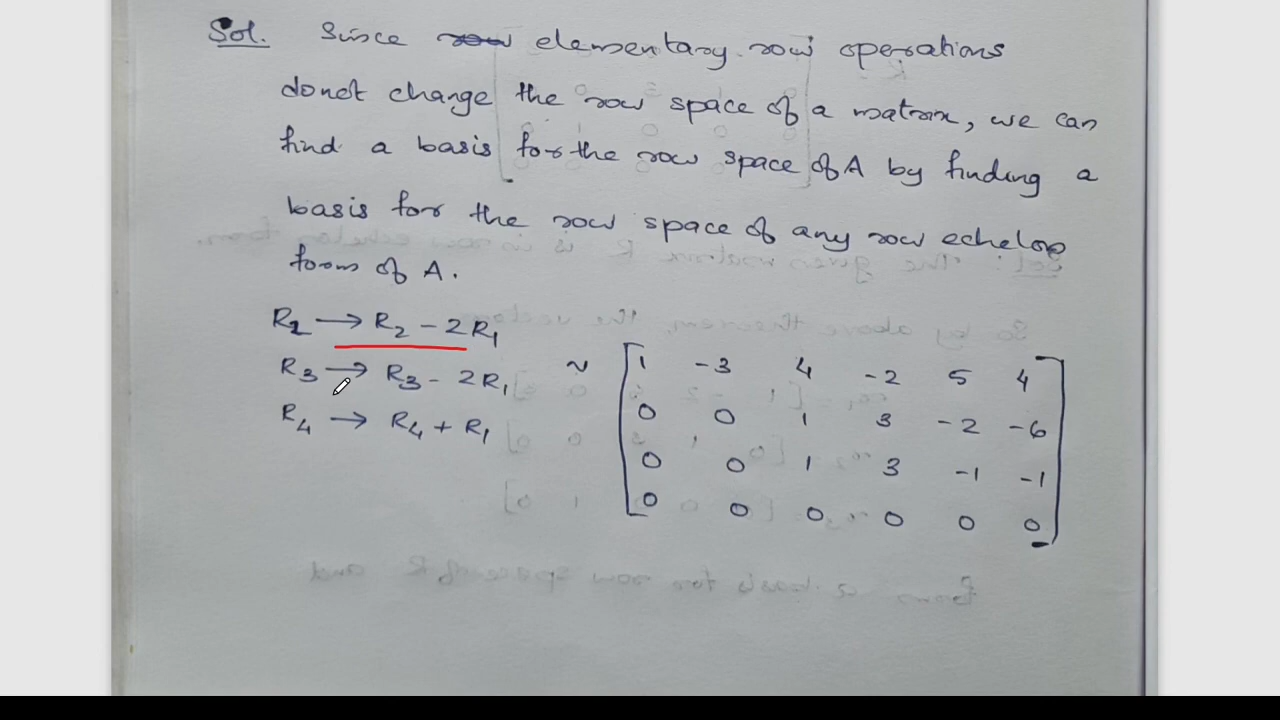 Sol. Since row elementary row operations
donot change the row space of a matrix, we can
find a basis for the row space of A by finding a
basis for the row space of any row echelon
form of A.
R2 → R2 - 2R1
R3 → R3 - 2R1
R4 → R4 + R1
~ [ 1 -3 4 -2 5 4
0 0 1 3 -2 -6
0 0 1 3 -1 -1
0 0 0 0 0 0 ]